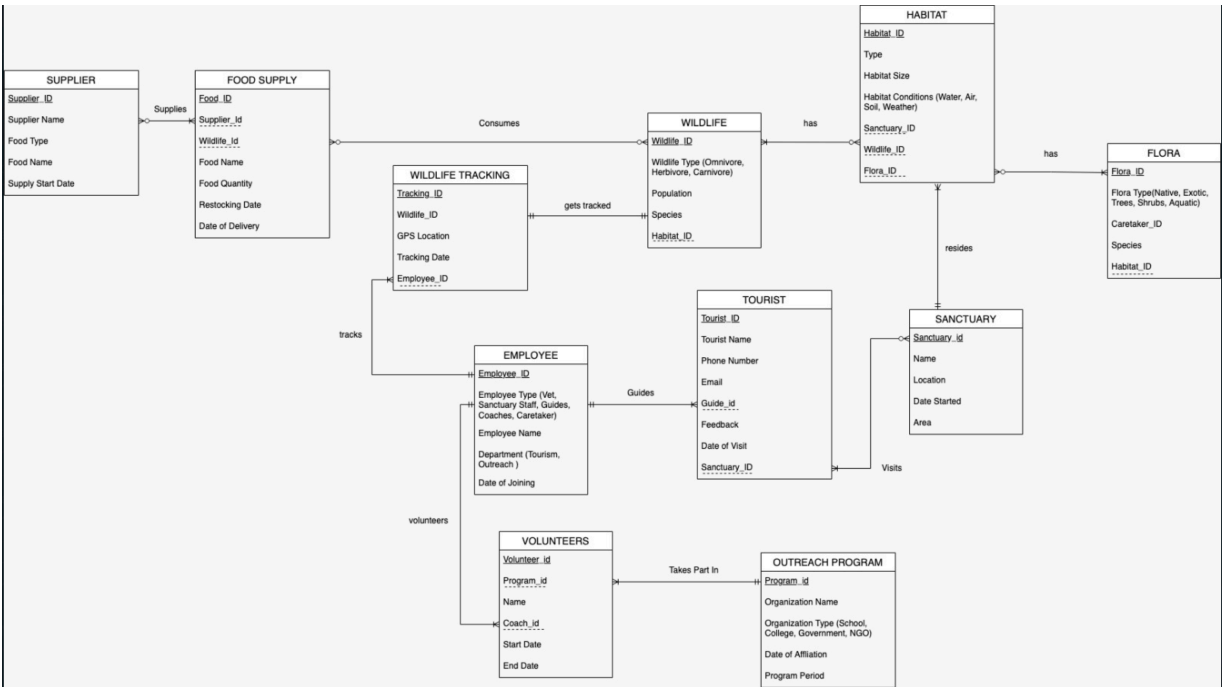 SUPPLIER
Supplier_ID
Supplier Name
Food Type
Food Name
Supply Start Date
Supplies
FOOD SUPPLY
Food_ID
Supplier_Id
Wildlife_Id
Food Name
Food Quantity
Restocking Date
Date of Delivery
Consumes
WILDLIFE
Wildlife_ID
Wildlife Type (Omnivore,
Herbivore, Carnivore)
Population
Species
Habitat_ID
has
HABITAT
Habitat_ID
Type
Habitat Size
Habitat Conditions (Water, Air,
Soil, Weather)
Sanctuary_ID
Wildlife_ID
Flora_ID
has
FLORA
Flora_ID
Flora Type(Native, Exotic,
Trees, Shrubs, Aquatic)
Caretaker_ID
Species
Habitat_ID
WILDLIFE TRACKING
Tracking_ID
Wildlife_ID
GPS Location
Tracking Date
Employee_ID
gets tracked
resides
tracks
EMPLOYEE
Employee_ID
Employee Type (Vet,
Sanctuary Staff, Guides,
Coaches, Caretaker)
Employee Name
Department (Tourism,
Outreach )
Date of Joining
Guides
TOURIST
Tourist_ID
Tourist Name
Phone Number
Email
Guide_id
Feedback
Date of Visit
Sanctuary_ID
Visits
SANCTUARY
Sanctuary_id
Name
Location
Date Started
Area
volunteers
VOLUNTEERS
Volunteer_id
Program_id
Name
Coach_id
Start Date
End Date
Takes Part In
OUTREACH PROGRAM
Program_id
Organization Name
Organization Type (School,
College, Government, NGO)
Date of Affliation
Program Period